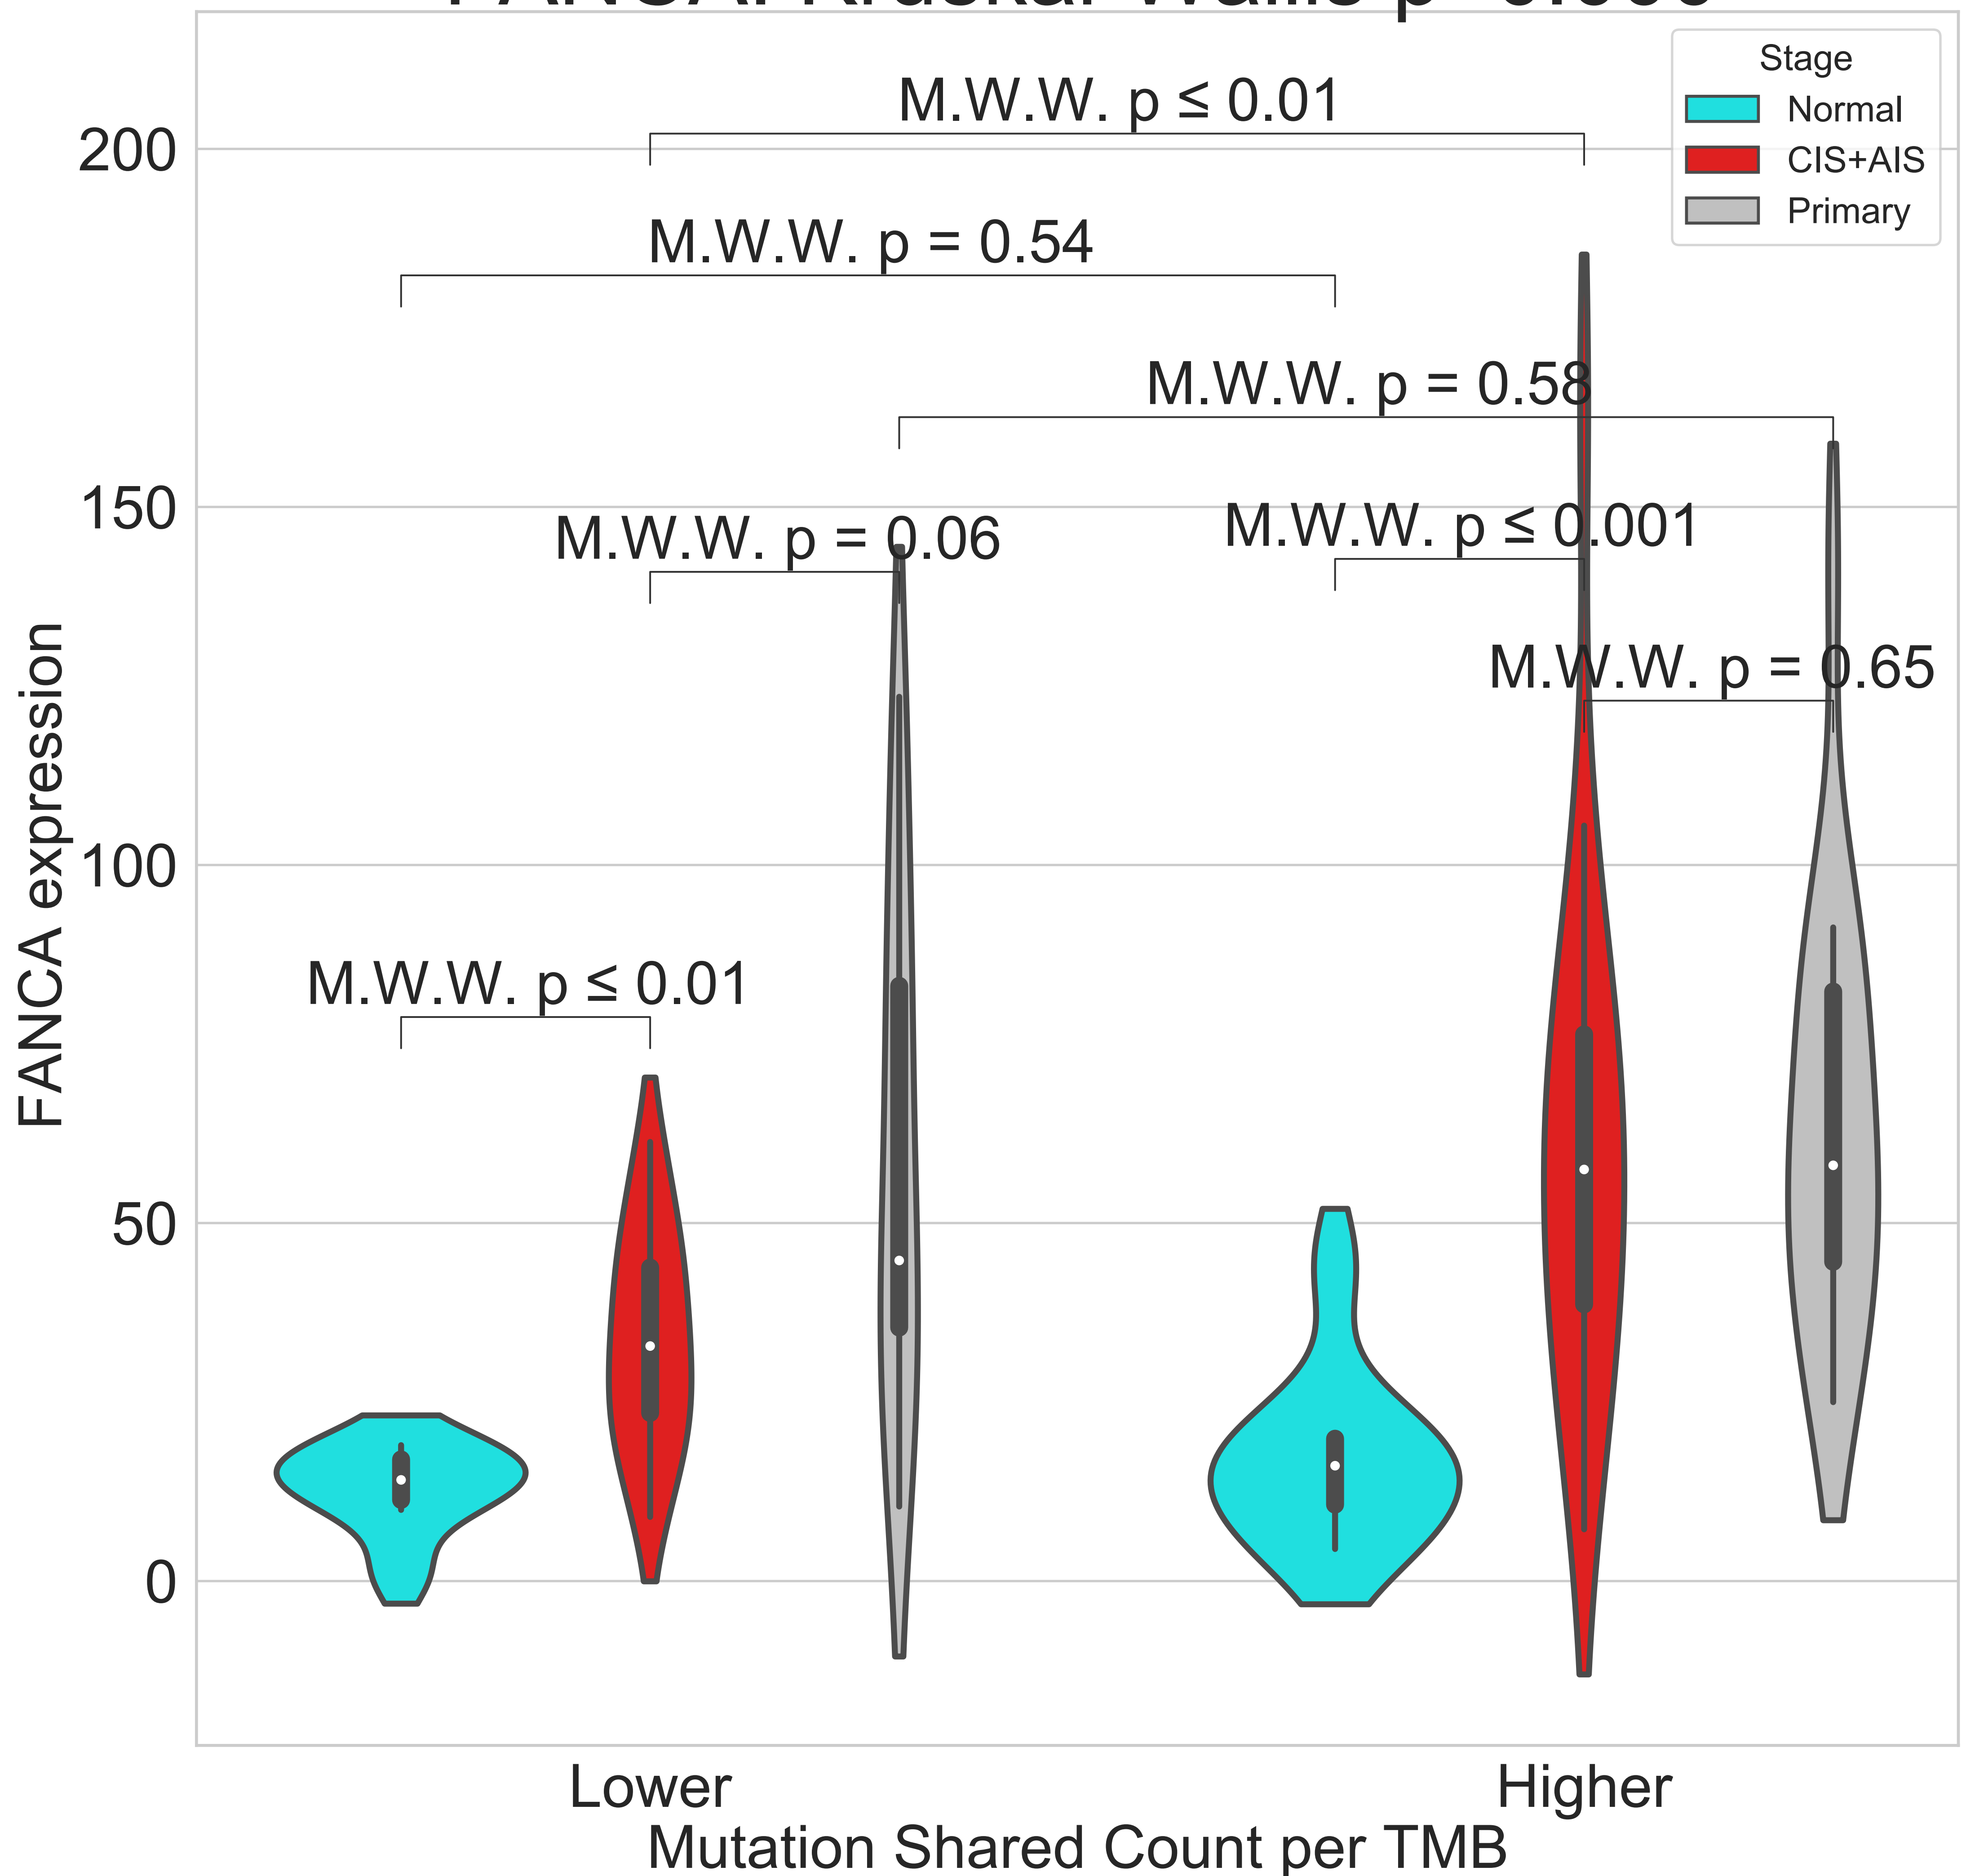 Stage
Normal
CIS+AIS
Primary
M.W.W. p ≤ 0.01
200
M.W.W. p = 0.54
M.W.W. p = 0.58
150
M.W.W. p = 0.06
M.W.W. p ≤ 0.001
M.W.W. p = 0.65
100
M.W.W. p ≤ 0.01
50
0
FANCA expression
Lower
Higher
Mutation Shared Count per TMB